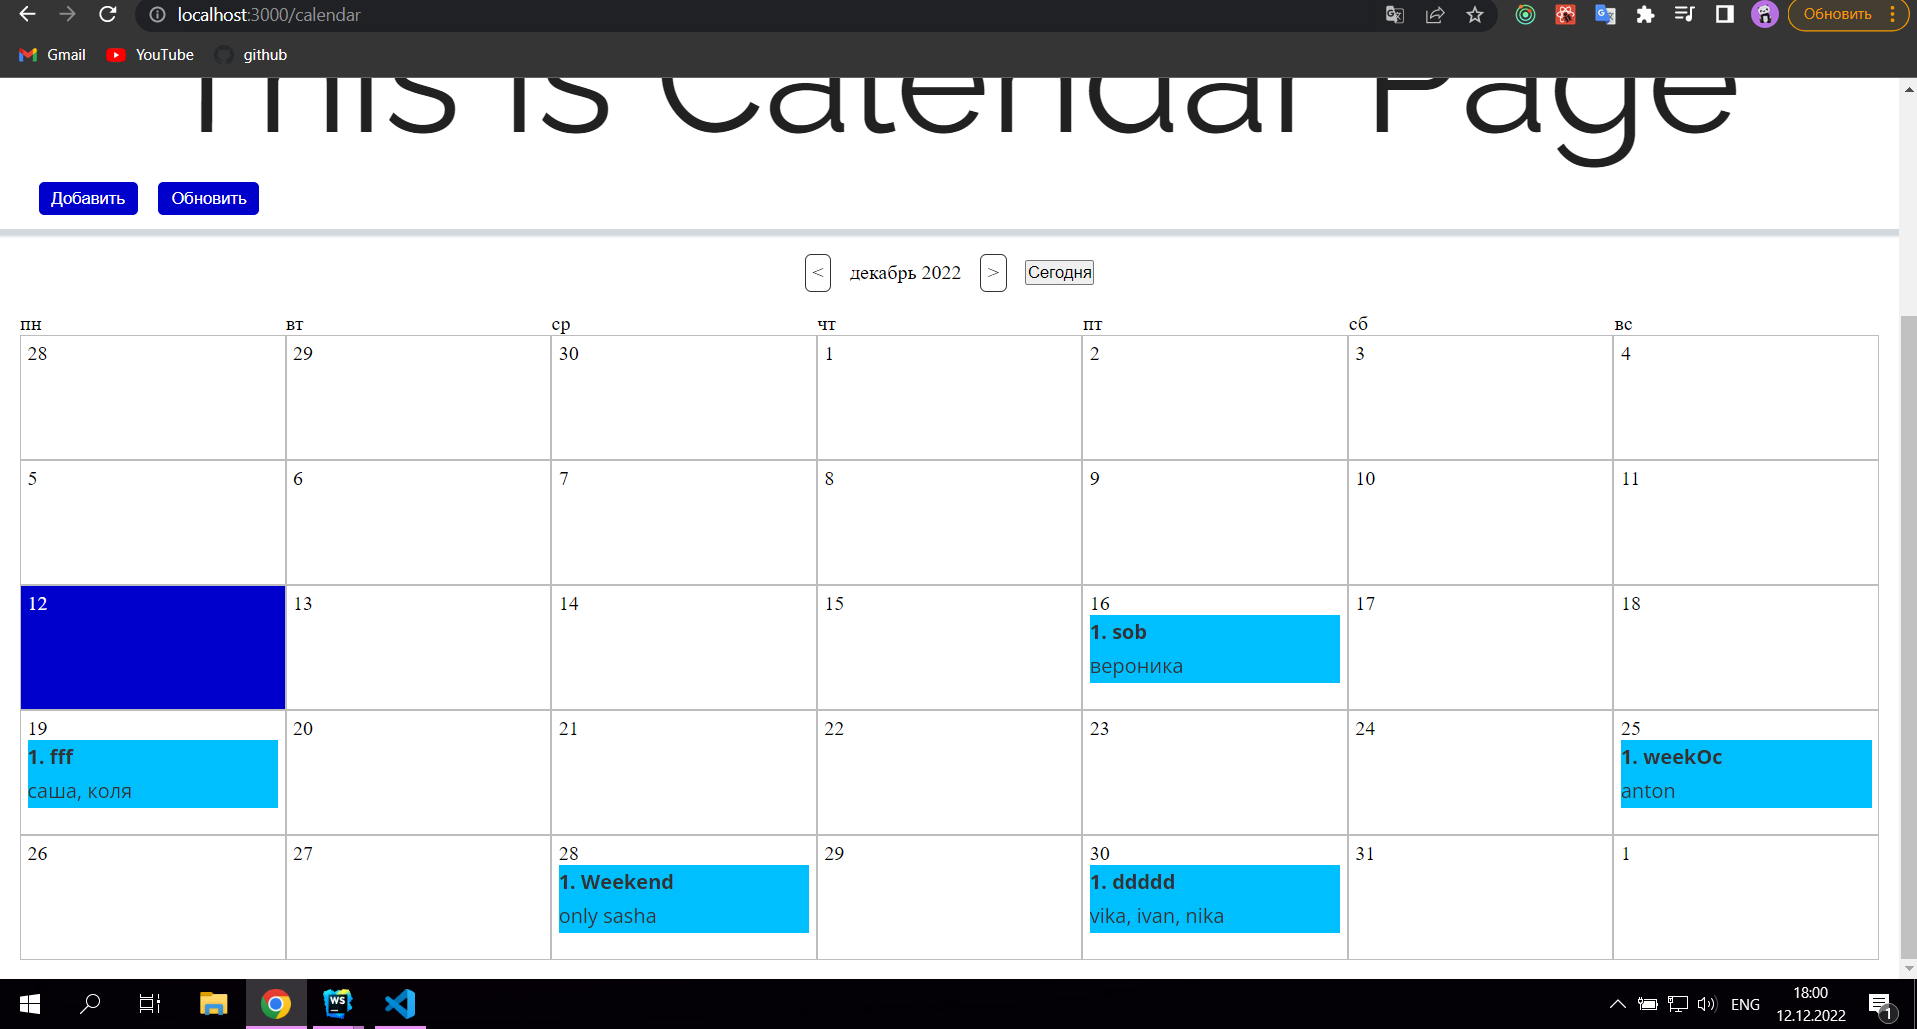 localhost:3000/calendar
Обновить
Gmail
YouTube
github
This is Calendar Page
Добавить
Обновить
<
декабрь 2022
>
Сегодня
пн вт ср чт пт сб вс
28 29 30 1 2 3 4
5 6 7 8 9 10 11
12 13 14 15 16 17 18
1. sob
вероника
19 20 21 22 23 24 25
1. fff
саша, коля
1. weekOc
anton
26 27 28 29 30 31 1
1. Weekend
only sasha
1. ddddd
vika, ivan, nika
WS
ENG
18:00
12.12.2022
1